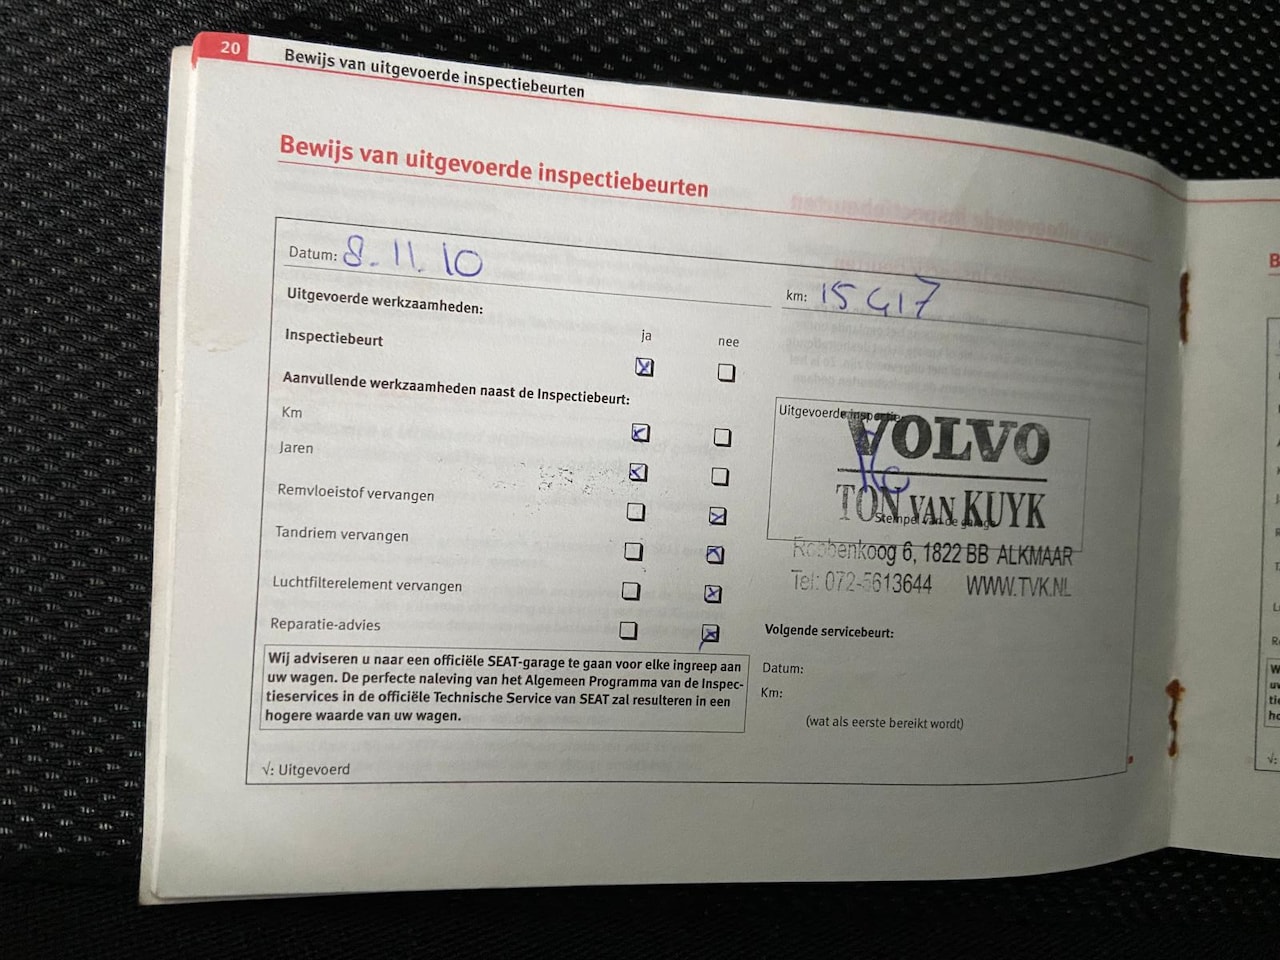 20 Bewijs van uitgevoerde inspectiebeurten
Bewijs van uitgevoerde inspectiebeurten
Datum: 8.11.10
km: 15417
Uitgevoerde werkzaamheden:
ja nee
Inspectiebeurt
Aanvullende werkzaamheden naast de Inspectiebeurt:
Km
Jaren
Remvloeistof vervangen
Tandriem vervangen
Luchtfilterelement vervangen
Reparatie-advies
Wij adviseren u naar een officiële SEAT-garage te gaan voor elke ingreep aan
uw wagen. De perfecte naleving van het Algemeen Programma van de Inspec-
tieservices in de officiële Technische Service van SEAT zal resulteren in een
hogere waarde van uw wagen.
√: Uitgevoerd
Uitgevoerde inspectie
VOLVO
TON VAN KUYK
Stempel van de garage
Robbenkoog 6, 1822 BB ALKMAAR
Tel: 072-5613644 WWW.TVK.NL
Volgende servicebeurt:
Datum:
Km:
(wat als eerste bereikt wordt)